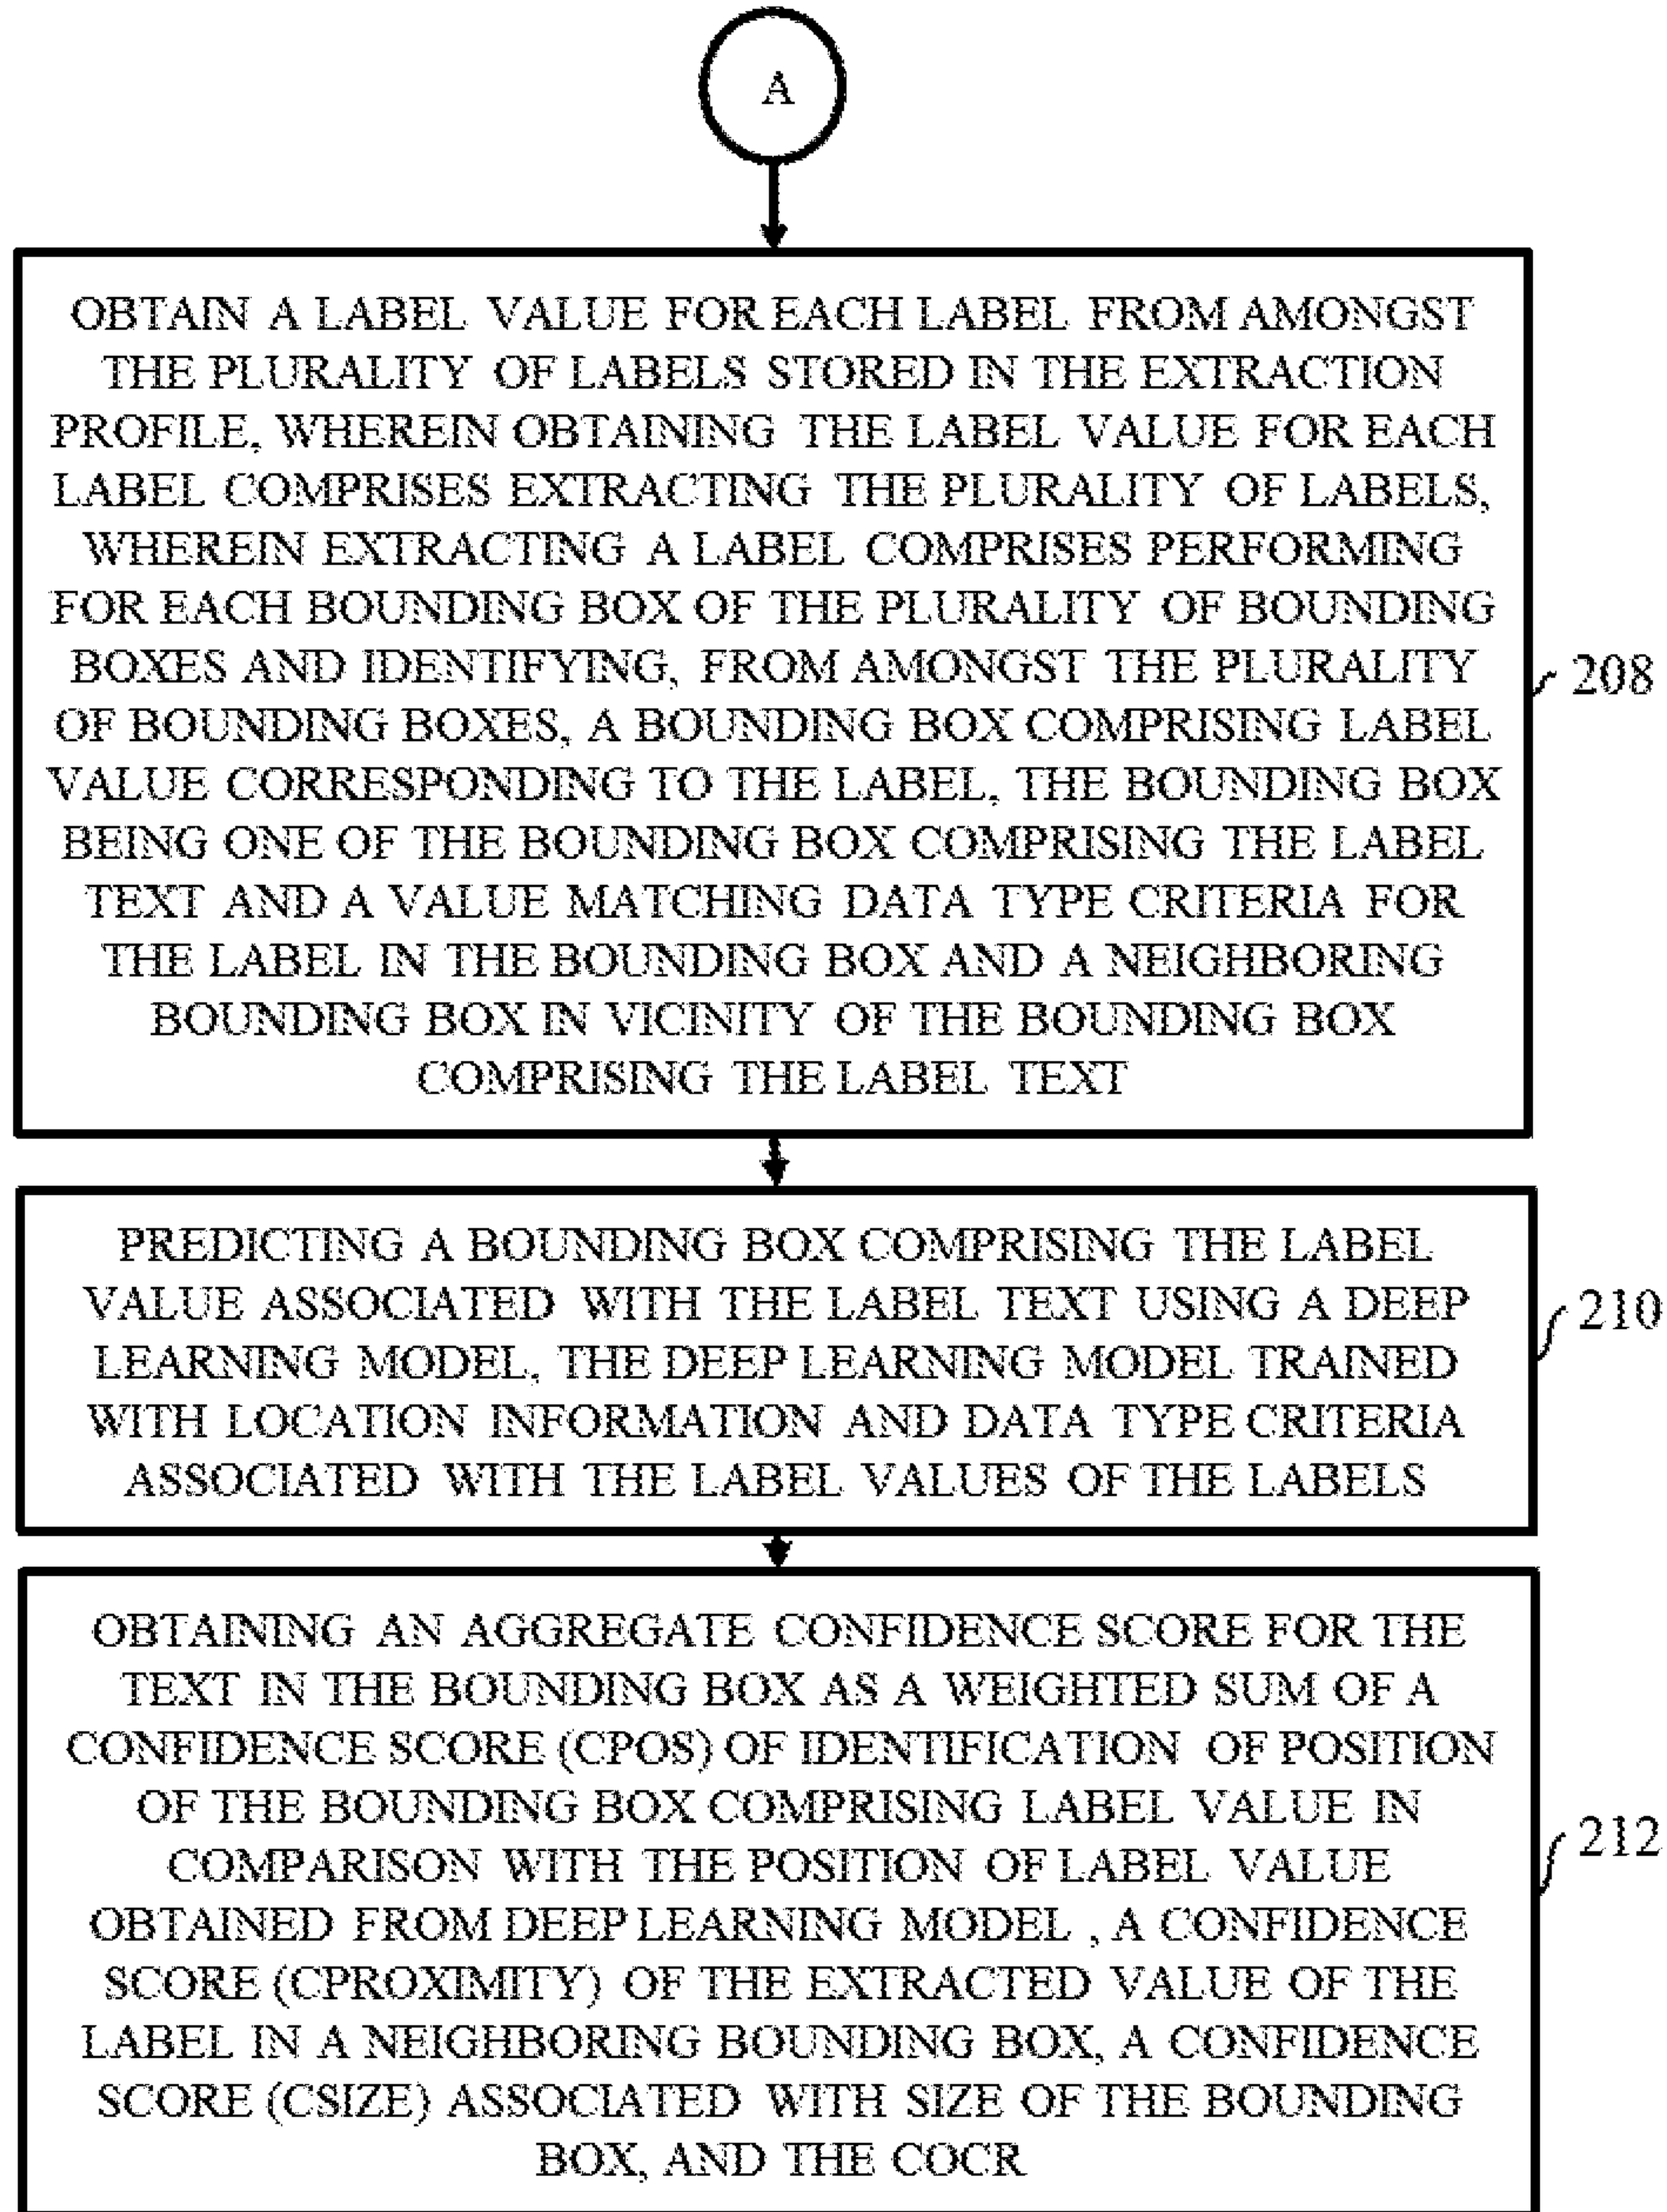 A
OBTAIN A LABEL VALUE FOR EACH LABEL FROM AMONGST
THE PLURALITY OF LABELS STORED IN THE EXTRACTION
PROFILE, WHEREIN OBTAINING THE LABEL VALUE FOR EACH
LABEL COMPRISES EXTRACTING THE PLURALITY OF LABELS,
WHEREIN EXTRACTING A LABEL COMPRISES PERFORMING
FOR EACH BOUNDING BOX OF THE PLURALITY OF BOUNDING
BOXES AND IDENTIFYING, FROM AMONGST THE PLURALITY
OF BOUNDING BOXES, A BOUNDING BOX COMPRISING LABEL
VALUE CORRESPONDING TO THE LABEL, THE BOUNDING BOX
BEING ONE OF THE BOUNDING BOX COMPRISING THE LABEL
TEXT AND A VALUE MATCHING DATA TYPE CRITERIA FOR
THE LABEL IN THE BOUNDING BOX AND A NEIGHBORING
BOUNDING BOX IN VICINITY OF THE BOUNDING BOX
COMPRISING THE LABEL TEXT
208
PREDICTING A BOUNDING BOX COMPRISING THE LABEL
VALUE ASSOCIATED WITH THE LABEL TEXT USING A DEEP
LEARNING MODEL, THE DEEP LEARNING MODEL TRAINED
WITH LOCATION INFORMATION AND DATA TYPE CRITERIA
ASSOCIATED WITH THE LABEL VALUES OF THE LABELS
210
OBTAINING AN AGGREGATE CONFIDENCE SCORE FOR THE
TEXT IN THE BOUNDING BOX AS A WEIGHTED SUM OF A
CONFIDENCE SCORE (CPOS) OF IDENTIFICATION OF POSITION
OF THE BOUNDING BOX COMPRISING LABEL VALUE IN
COMPARISON WITH THE POSITION OF LABEL VALUE
OBTAINED FROM DEEP LEARNING MODEL , A CONFIDENCE
SCORE (CPROXIMITY) OF THE EXTRACTED VALUE OF THE
LABEL IN A NEIGHBORING BOUNDING BOX, A CONFIDENCE
SCORE (CSIZE) ASSOCIATED WITH SIZE OF THE BOUNDING
BOX, AND THE COCR
212